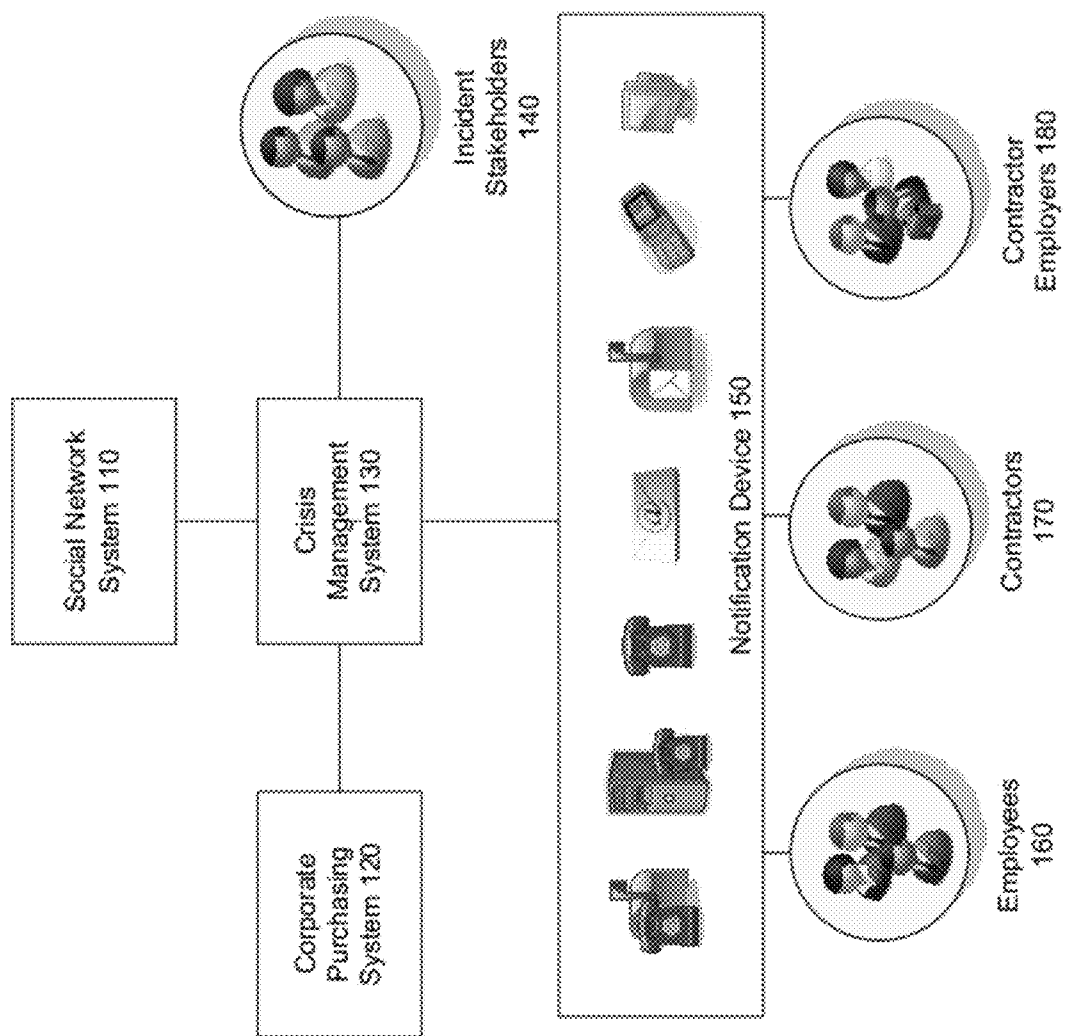 Social Network
System 110
Corporate
Purchasing
System 120
Crisis
Management
System 130
Incident
Stakeholders
140
Notification Device 150
Employees
160
Contractors
170
Contractor
Employers 180